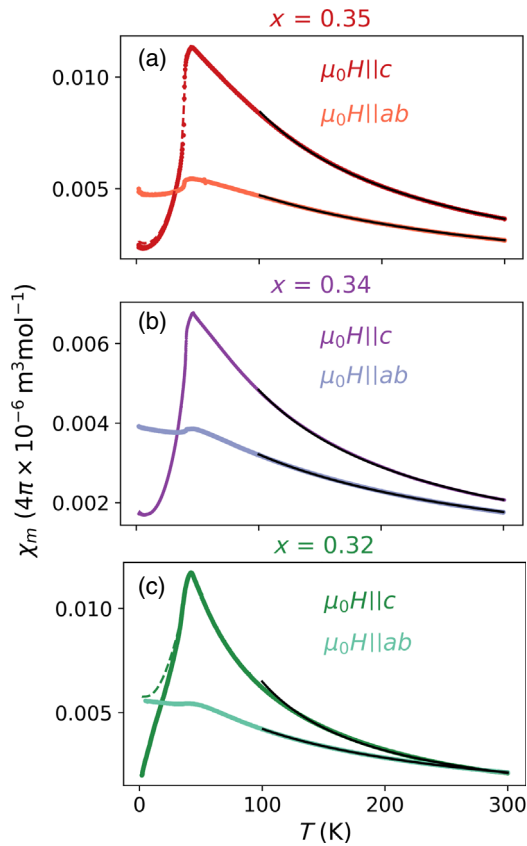 x = 0.35
(a)
μ₀H||c
μ₀H||ab
0.010
0.005
x = 0.34
(b)
μ₀H||c
μ₀H||ab
0.006
0.004
0.002
χₘ (4π × 10⁻⁶ m³mol⁻¹)
x = 0.32
(c)
μ₀H||c
μ₀H||ab
0.010
0.005
0 100 200 300
T (K)